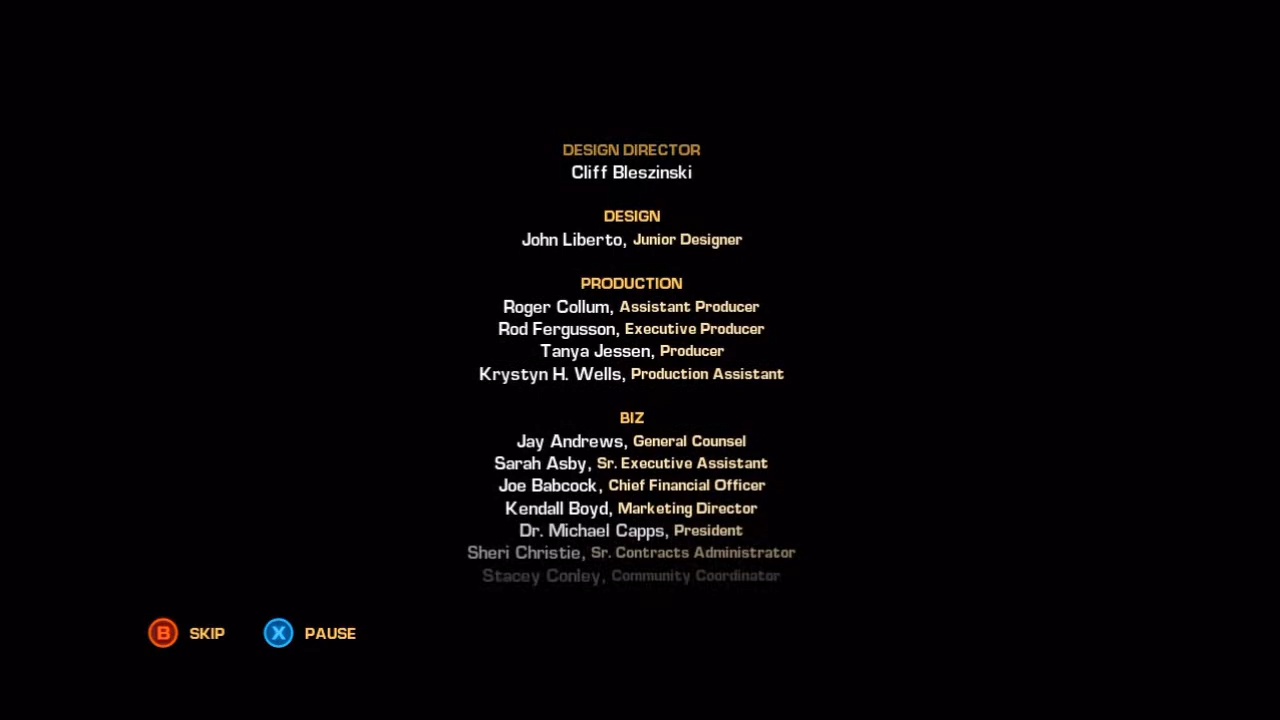 DESIGN DIRECTOR
Cliff Bleszinski
DESIGN
John Liberto, Junior Designer
PRODUCTION
Roger Collum, Assistant Producer
Rod Fergusson, Executive Producer
Tanya Jessen, Producer
Krystyn H. Wells, Production Assistant
BIZ
Jay Andrews, General Counsel
Sarah Asby, Sr. Executive Assistant
Joe Babcock, Chief Financial Officer
Kendall Boyd, Marketing Director
Dr. Michael Capps, President
Sheri Christie, Sr. Contracts Administrator
Stacey Conley, Community Coordinator
B SKIP X PAUSE